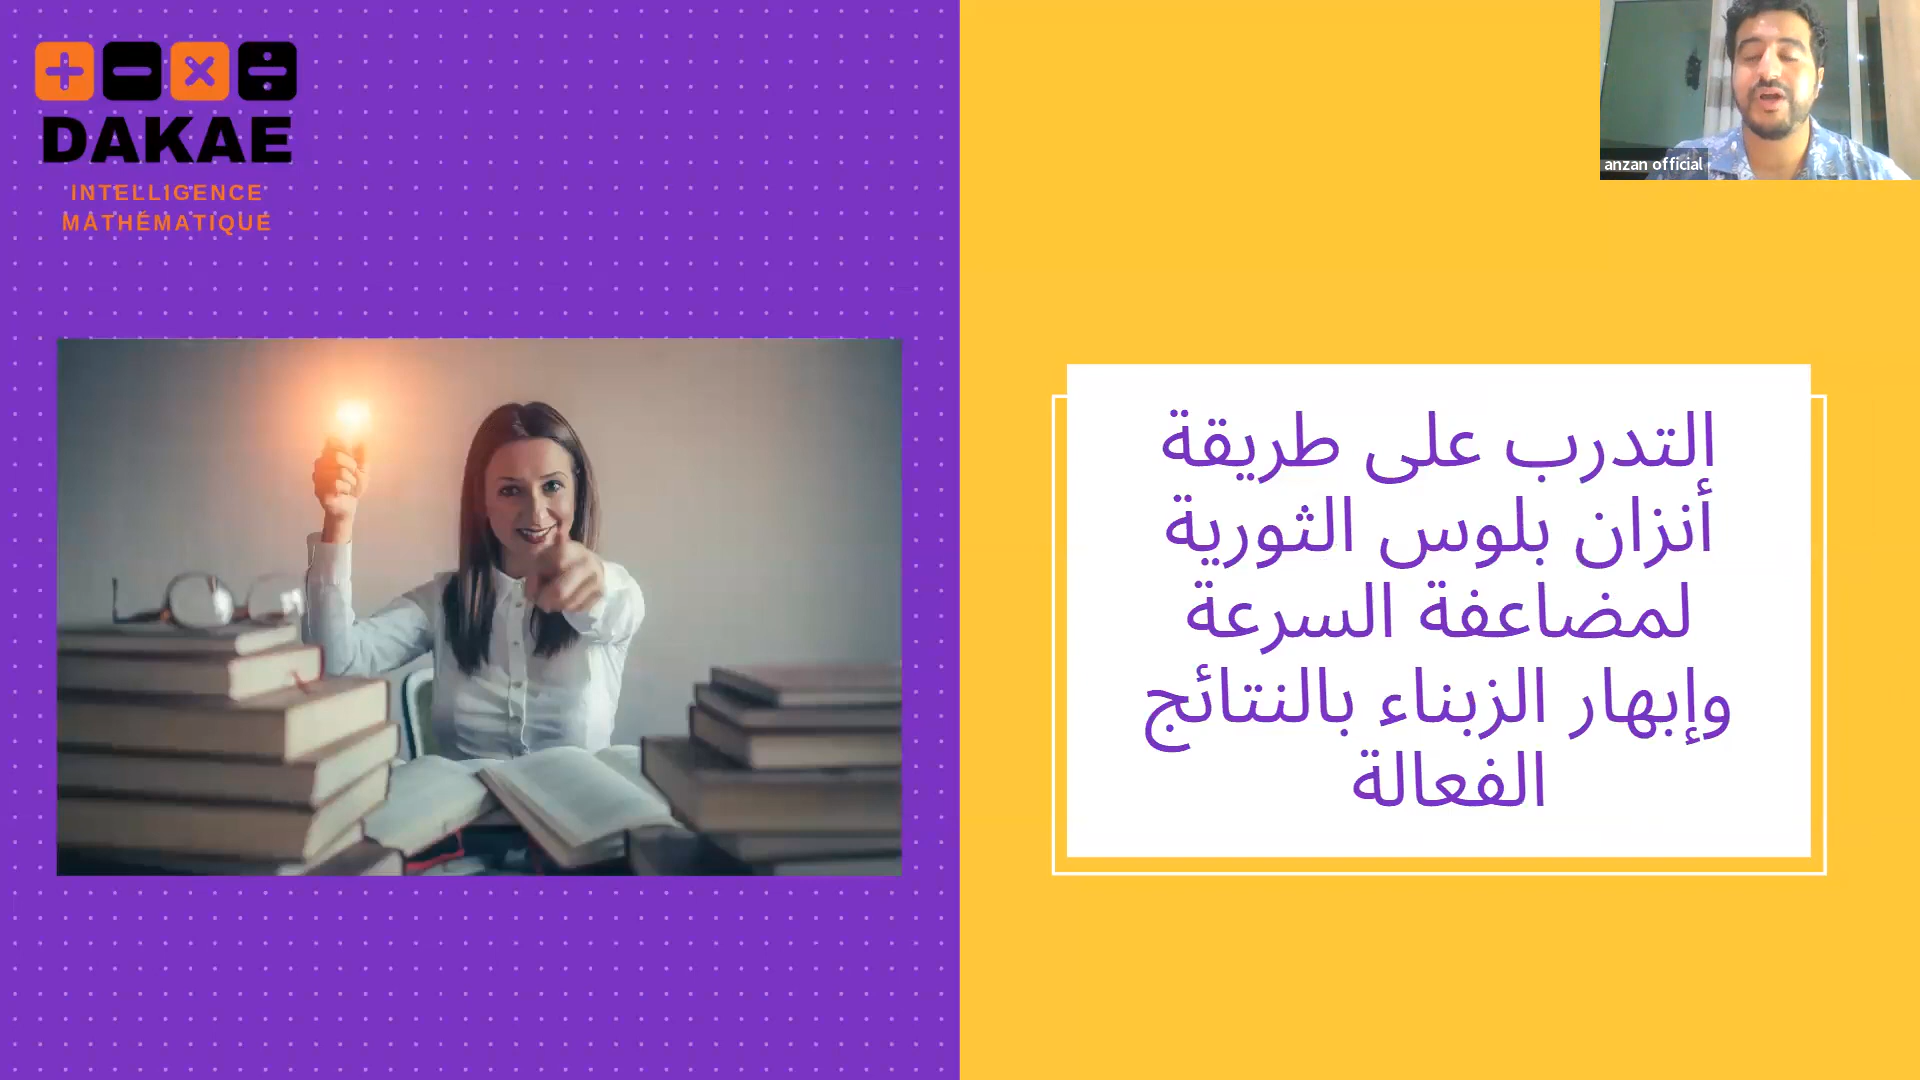 DAKAE
INTELLIGENCE
MATHÉMATIQUE
anzan official
التدرب على طريقة
أنزان بلوس الثورية
لمضاعفة السرعة
وإبهار الزبناء بالنتائج
الفعالة